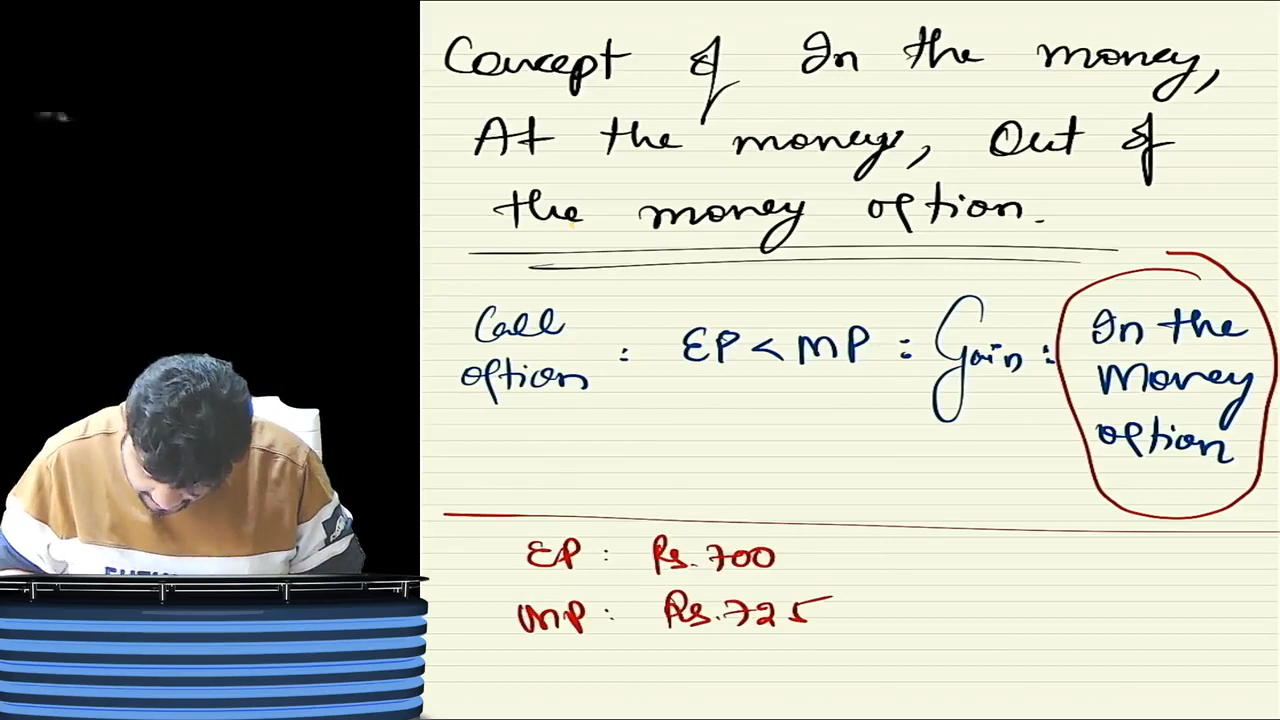 Concept of In the money,
At the money, Out of
the money option.
Call option : EP < MP = Gain : In the Money option
EP : Rs. 700
MP : Rs. 725